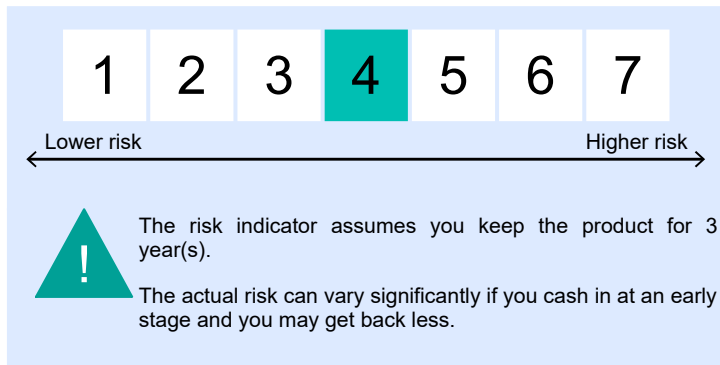 1 2 3 4 5 6 7
Lower risk Higher risk
!
The risk indicator assumes you keep the product for 3
year(s).
The actual risk can vary significantly if you cash in at an early
stage and you may get back less.